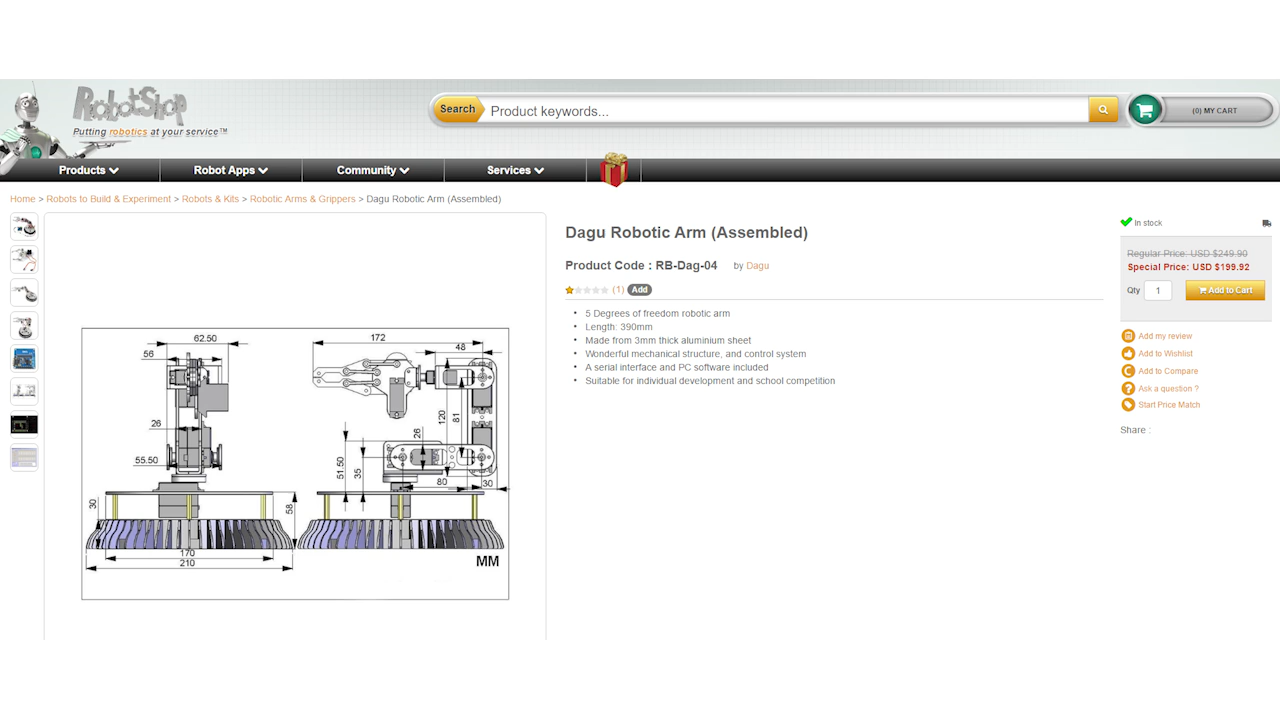 RobotShop
Putting robotics at your service™
Search Product keywords...
(0) MY CART
Products Robot Apps Community Services
Home > Robots to Build & Experiment > Robots & Kits > Robotic Arms & Grippers > Dagu Robotic Arm (Assembled)
Dagu Robotic Arm (Assembled)
Product Code : RB-Dag-04 by Dagu
(1) Add
• 5 Degrees of freedom robotic arm
• Length: 390mm
• Made from 3mm thick aluminium sheet
• Wonderful mechanical structure, and control system
• A serial interface and PC software included
• Suitable for individual development and school competition
In stock
Regular Price: USD $249.90
Special Price: USD $199.92
Qty 1 Add to Cart
Add my review
Add to Wishlist
Add to Compare
Ask a question ?
Start Price Match
Share :
62.50
56
26
55.50
30
58
170
210
172
48
120
81
26
51.50
35
80
30
MM